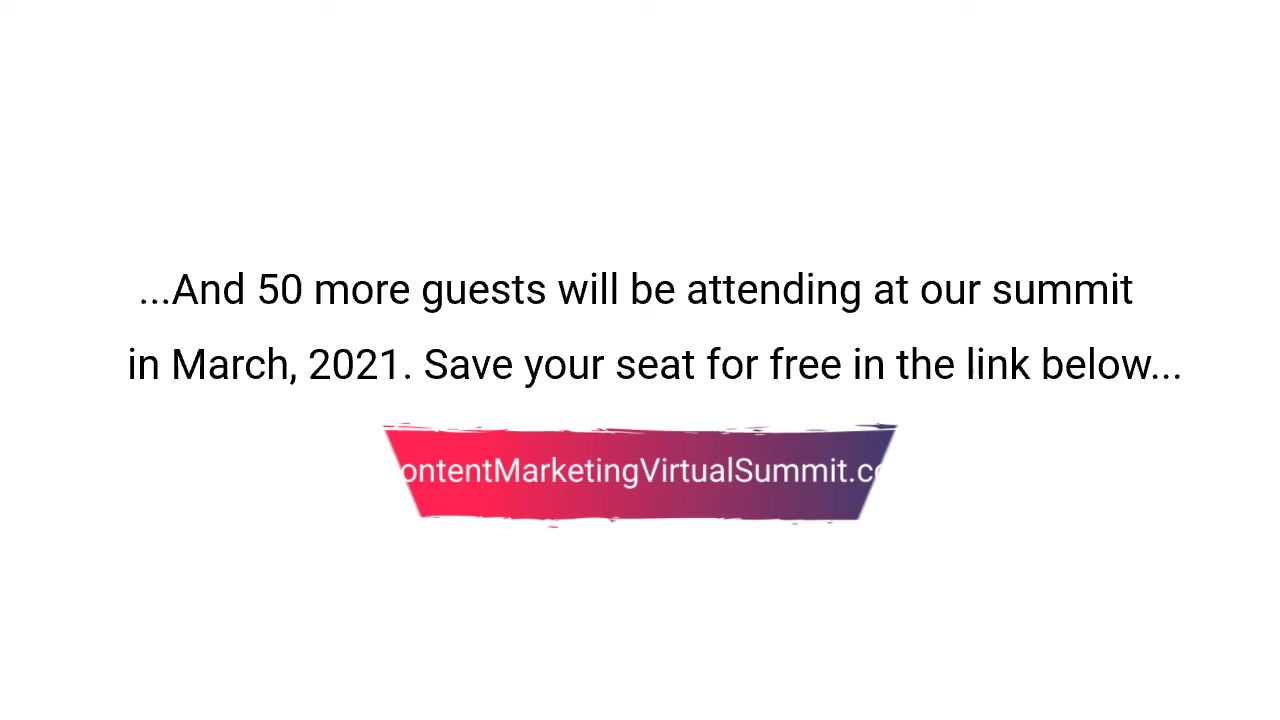 ...And 50 more guests will be attending at our summit
in March, 2021. Save your seat for free in the link below...
ontentMarketingVirtualSummit.co